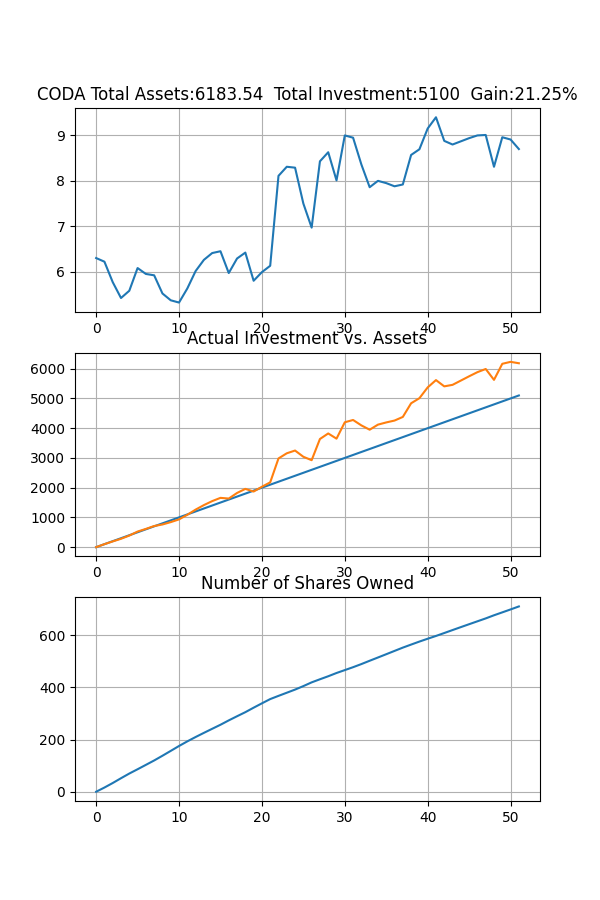 CODA Total Assets:6183.54  Total Investment:5100  Gain:21.25%
9
8
7
6
0 10 20 30 40 50
Actual Investment vs. Assets
6000
5000
4000
3000
2000
1000
0
0 10 20 30 40 50
Number of Shares Owned
600
400
200
0
0 10 20 30 40 50